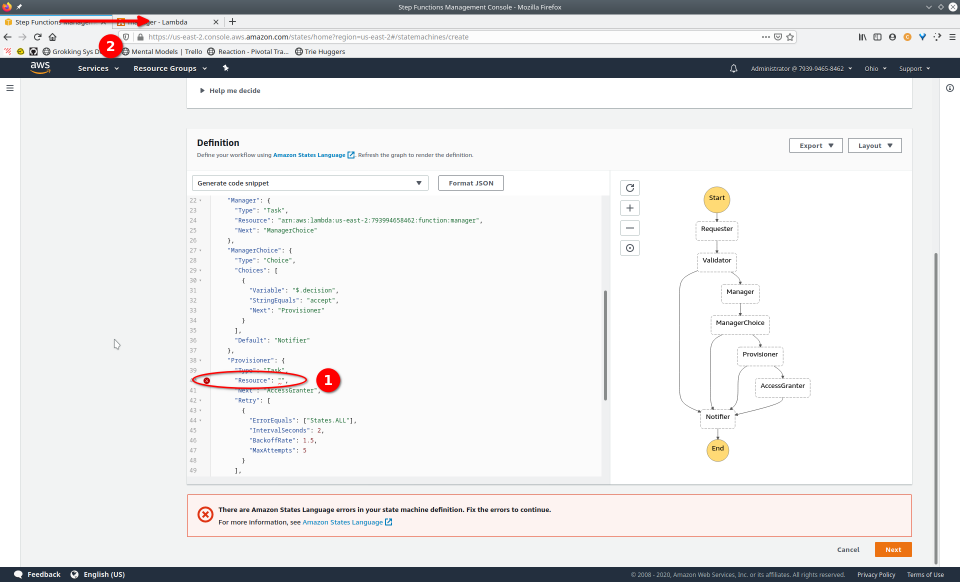 Step Functions Management Console - Mozilla Firefox
Step Functions Manage
- Lambda
https://us-east-2.console.aws.amazon.com/states/home?region=us-east-2#/statemachines/create
2
Grokking Sys D
Mental Models | Trello
Reaction - Pivotal Tra...
Trie Huggers
aws
Services
Resource Groups
Administrator @ 7939-9465-8462
Ohio
Support
Help me decide
Definition
Define your workflow using Amazon States Language. Refresh the graph to render the definition.
Export
Layout
Generate code snippet
Format JSON
22 "Manager": {
23 "Type": "Task",
24 "Resource": "arn:aws:lambda:us-east-2:793994658462:function:manager",
25 "Next": "ManagerChoice"
26 },
27 "ManagerChoice": {
28 "Type": "Choice",
29 "Choices": [
30 {
31 "Variable": "$.decision",
32 "StringEquals": "accept",
33 "Next": "Provisioner"
34 }
35 ],
36 "Default": "Notifier"
37 },
38 "Provisioner": {
39 "Type": "Task",
"Resource": "",
41 "Next": "AccessGranter",
42 "Retry": [
43 {
44 "ErrorEquals": ["States.ALL"],
45 "IntervalSeconds": 2,
46 "BackoffRate": 1.5,
47 "MaxAttempts": 5
48 }
49 ],
1
Start
Requester
Validator
Manager
ManagerChoice
Provisioner
AccessGranter
Notifier
End
There are Amazon States Language errors in your state machine definition. Fix the errors to continue.
For more information, see Amazon States Language
Cancel
Next
Feedback
English (US)
© 2008 - 2020, Amazon Web Services, Inc. or its affiliates. All rights reserved.
Privacy Policy
Terms of Use